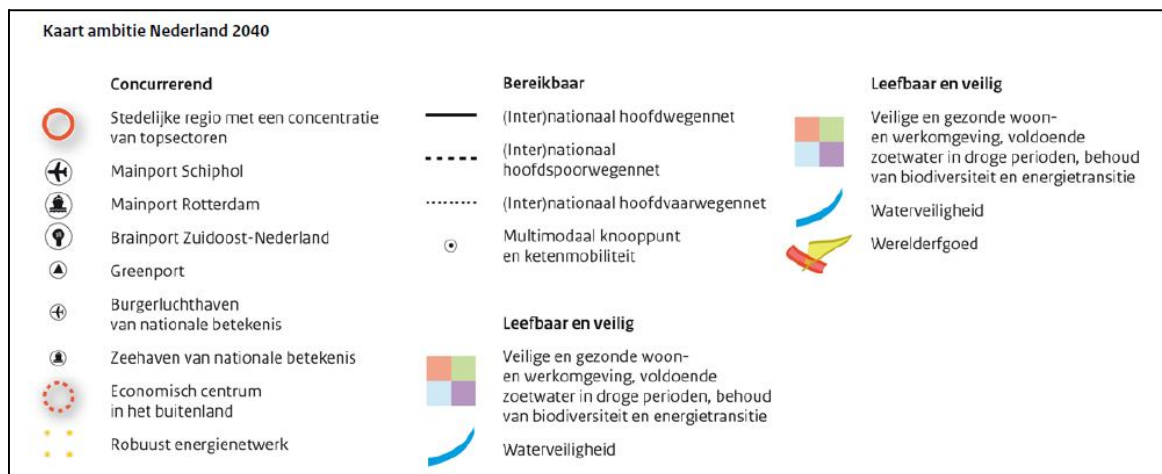 Kaart ambitie Nederland 2040
Concurrerend
Stedelijke regio met een concentratie
van topsectoren
Mainport Schiphol
Mainport Rotterdam
Brainport Zuidoost-Nederland
Greenport
Burgerluchthaven
van nationale betekenis
Zeehaven van nationale betekenis
Economisch centrum
in het buitenland
Robuust energienetwerk
Bereikbaar
(Inter)nationaal hoofdwegennet
(Inter)nationaal
hoofdspoorwegennet
(Inter)nationaal hoofdvaarwegennet
Multimodaal knooppunt
en ketenmobiliteit
Leefbaar en veilig
Veilige en gezonde woon-
en werkomgeving, voldoende
zoetwater in droge perioden, behoud
van biodiversiteit en energietransitie
Waterveiligheid
Leefbaar en veilig
Veilige en gezonde woon-
en werkomgeving, voldoende
zoetwater in droge perioden, behoud
van biodiversiteit en energietransitie
Waterveiligheid
Werelderfgoed